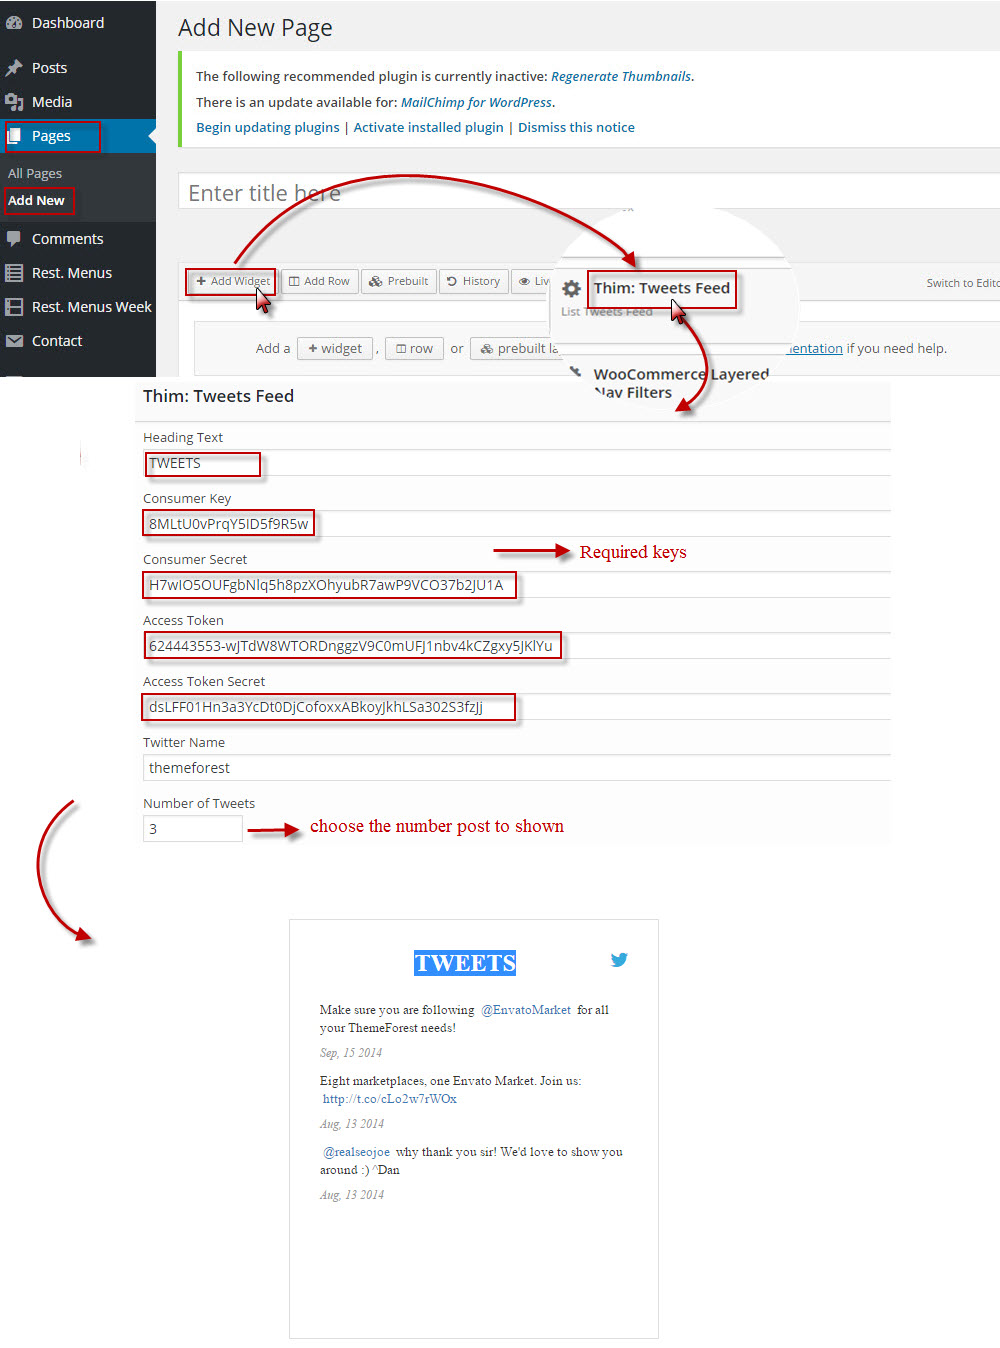 Dashboard
Posts
Media
Pages
All Pages
Add New
Comments
Rest. Menus
Rest. Menus Week
Contact
Add New Page
The following recommended plugin is currently inactive: Regenerate Thumbnails.
There is an update available for: MailChimp for WordPress.
Begin updating plugins | Activate installed plugin | Dismiss this notice
Enter title here
Add Widget Add Row Prebuilt History Live
Switch to Edito
Thim: Tweets Feed
List Tweets Feed
Add a widget , row or prebuilt la
mentation if you need help.
WooCommerce Layered
Nav Filters
Thim: Tweets Feed
Heading Text
TWEETS
Consumer Key
8MLtU0vPrqY5ID5f9R5w
Consumer Secret
Required keys
H7wIO5OUFgbNlq5h8pzXOhyubR7awP9VCO37b2JU1A
Access Token
624443553-wJTdW8WTORDnggzV9C0mUFJ1nbv4kCZgxy5JKlYu
Access Token Secret
dsLFF01Hn3a3YcDt0DjCofoxxABkoyJkhLSa302S3fzJj
Twitter Name
themeforest
Number of Tweets
3
choose the number post to shown
TWEETS
Make sure you are following @EnvatoMarket for all
your ThemeForest needs!
Sep, 15 2014
Eight marketplaces, one Envato Market. Join us:
http://t.co/cLo2w7rWOx
Aug, 13 2014
@realseojoe why thank you sir! We'd love to show you
around :) ^Dan
Aug, 13 2014